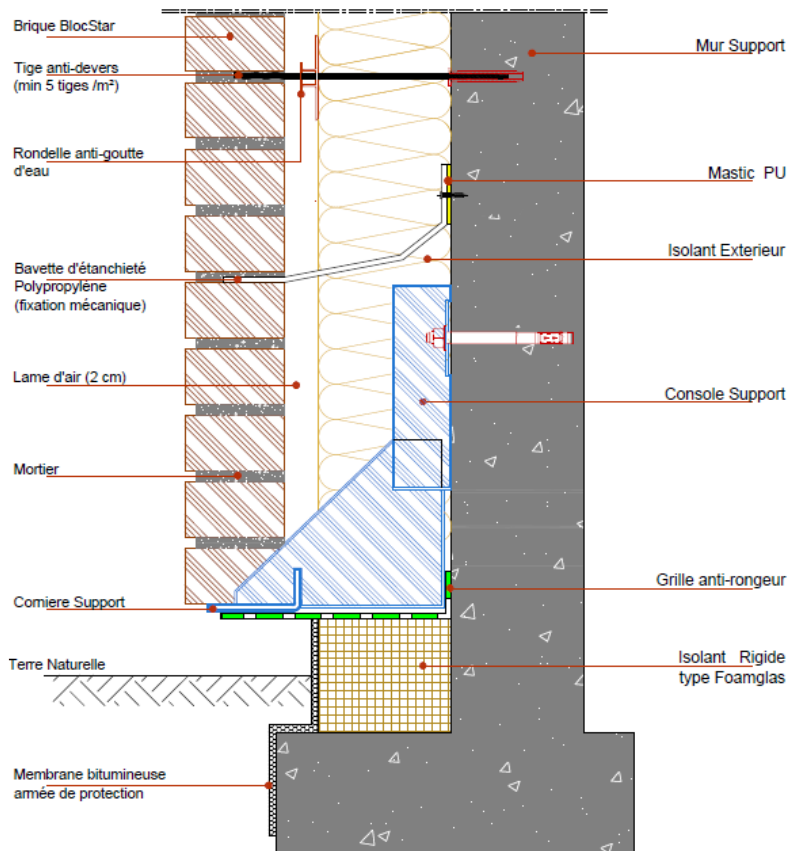 Brique BlocStar
Tige anti-devers
(min 5 tiges /m²)
Rondelle anti-goutte
d'eau
Bavette d'étanchieté
Polypropylène
(fixation mécanique)
Lame d'air (2 cm)
Mortier
Corniere Support
Terre Naturelle
Membrane bitumineuse
armée de protection
Mur Support
Mastic PU
Isolant Exterieur
Console Support
Grille anti-rongeur
Isolant Rigide
type Foamglas